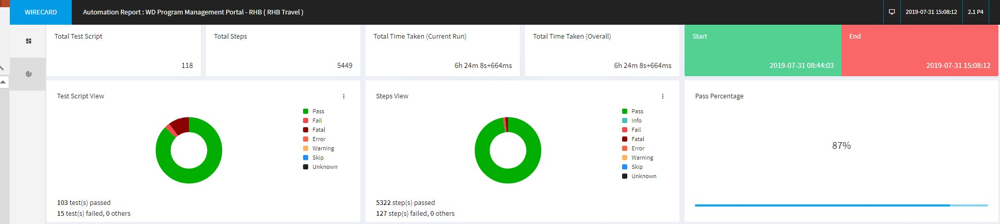 WIRECARD
Automation Report : WD Program Management Portal - RHB ( RHB Travel )
2019-07-31 15:08:12
2.1 P4
Total Test Script
118
Total Steps
5449
Total Time Taken (Current Run)
6h 24m 8s+664ms
Total Time Taken (Overall)
6h 24m 8s+664ms
Start
2019-07-31 08:44:03
End
2019-07-31 15:08:12
Test Script View
Pass
Fail
Fatal
Error
Warning
Skip
Unknown
103 test(s) passed
15 test(s) failed, 0 others
Steps View
Pass
Info
Fail
Fatal
Error
Warning
Skip
Unknown
5322 step(s) passed
127 step(s) failed, 0 others
Pass Percentage
87%